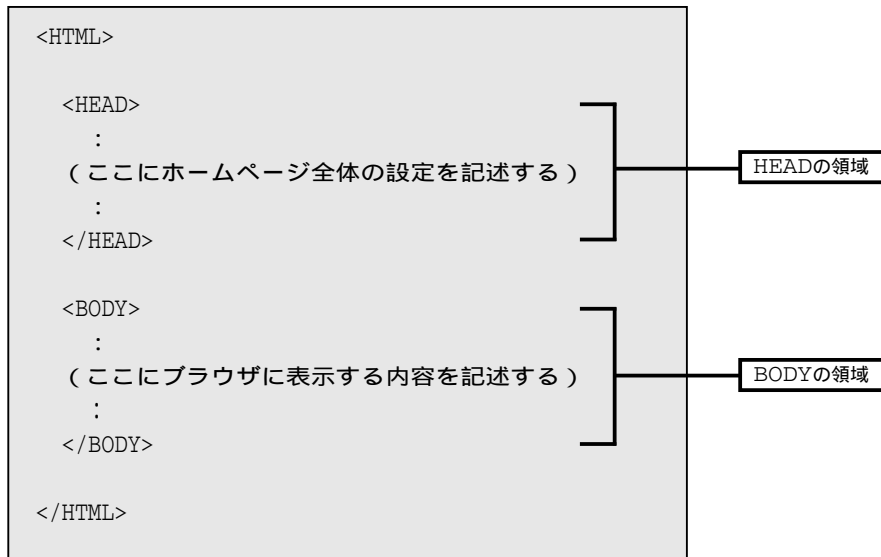 <HTML>
<HEAD>
:
(ここにホームページ全体の設定を記述する)
:
</HEAD>
HEADの領域
<BODY>
:
(ここにブラウザに表示する内容を記述する)
:
</BODY>
BODYの領域
</HTML>